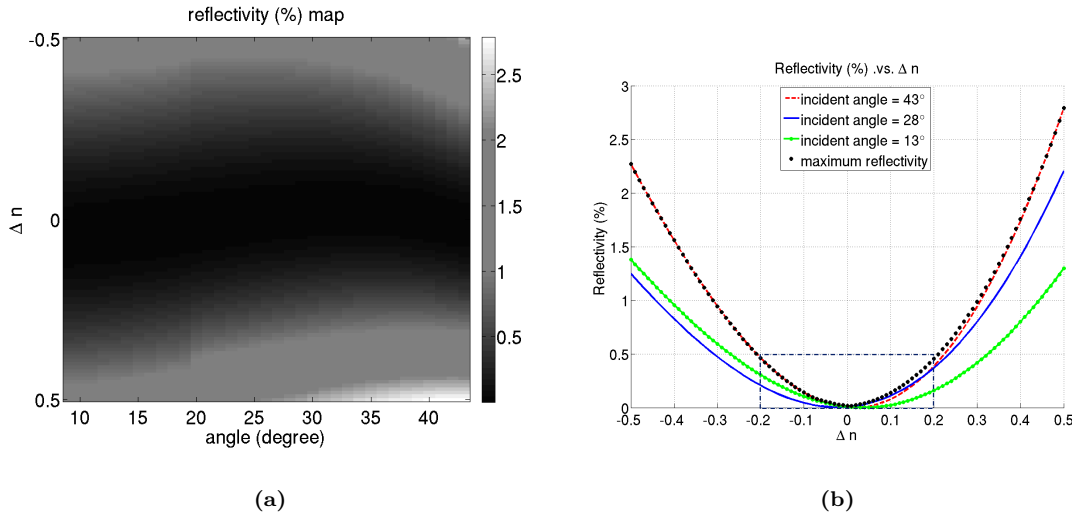 reflectivity (%) map
-0.5
0
0.5
Δ n
10 15 20 25 30 35 40
angle (degree)
2.5
2
1.5
1
0.5
(a)
Reflectivity (%) .vs. Δ n
incident angle = 43°
incident angle = 28°
incident angle = 13°
maximum reflectivity
3
2.5
2
1.5
1
0.5
0
Reflectivity (%)
-0.5 -0.4 -0.3 -0.2 -0.1 0 0.1 0.2 0.3 0.4 0.5
Δ n
(b)